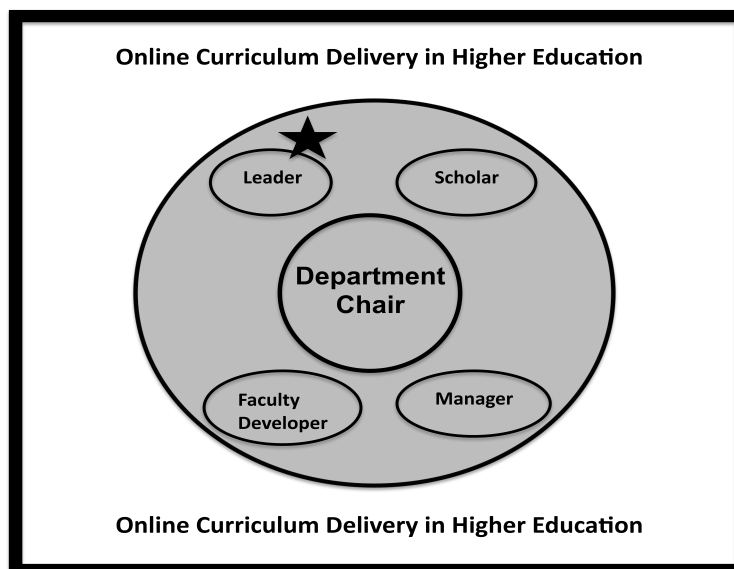 Online Curriculum Delivery in Higher Education
Leader
Scholar
Department
Chair
Faculty
Developer
Manager
Online Curriculum Delivery in Higher Education